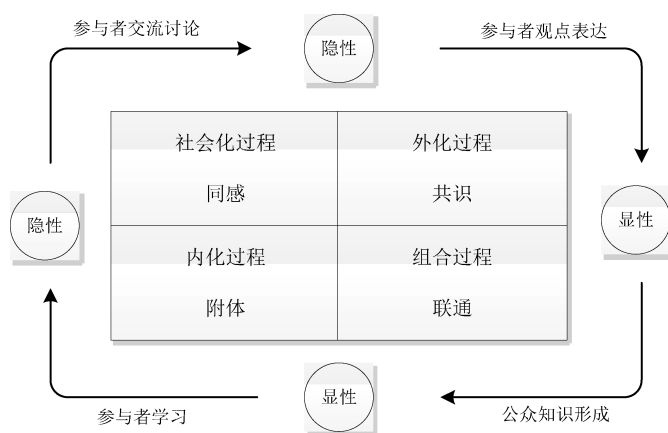 参与者交流讨论
隐性
参与者观点表达
社会化过程
外化过程
同感
共识
隐性
显性
内化过程
组合过程
附体
联通
显性
参与者学习
公众知识形成